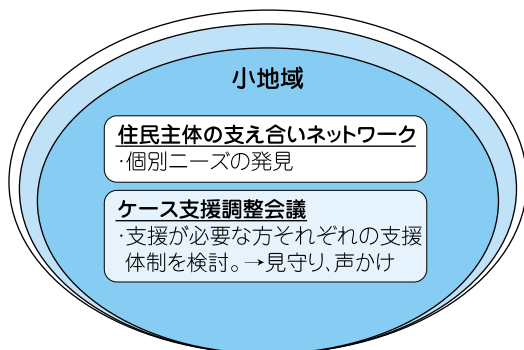 小地域
住民主体の支え合いネットワーク
・個別ニーズの発見
ケース支援調整会議
・支援が必要な方それぞれの支援
体制を検討。→見守り、声かけ